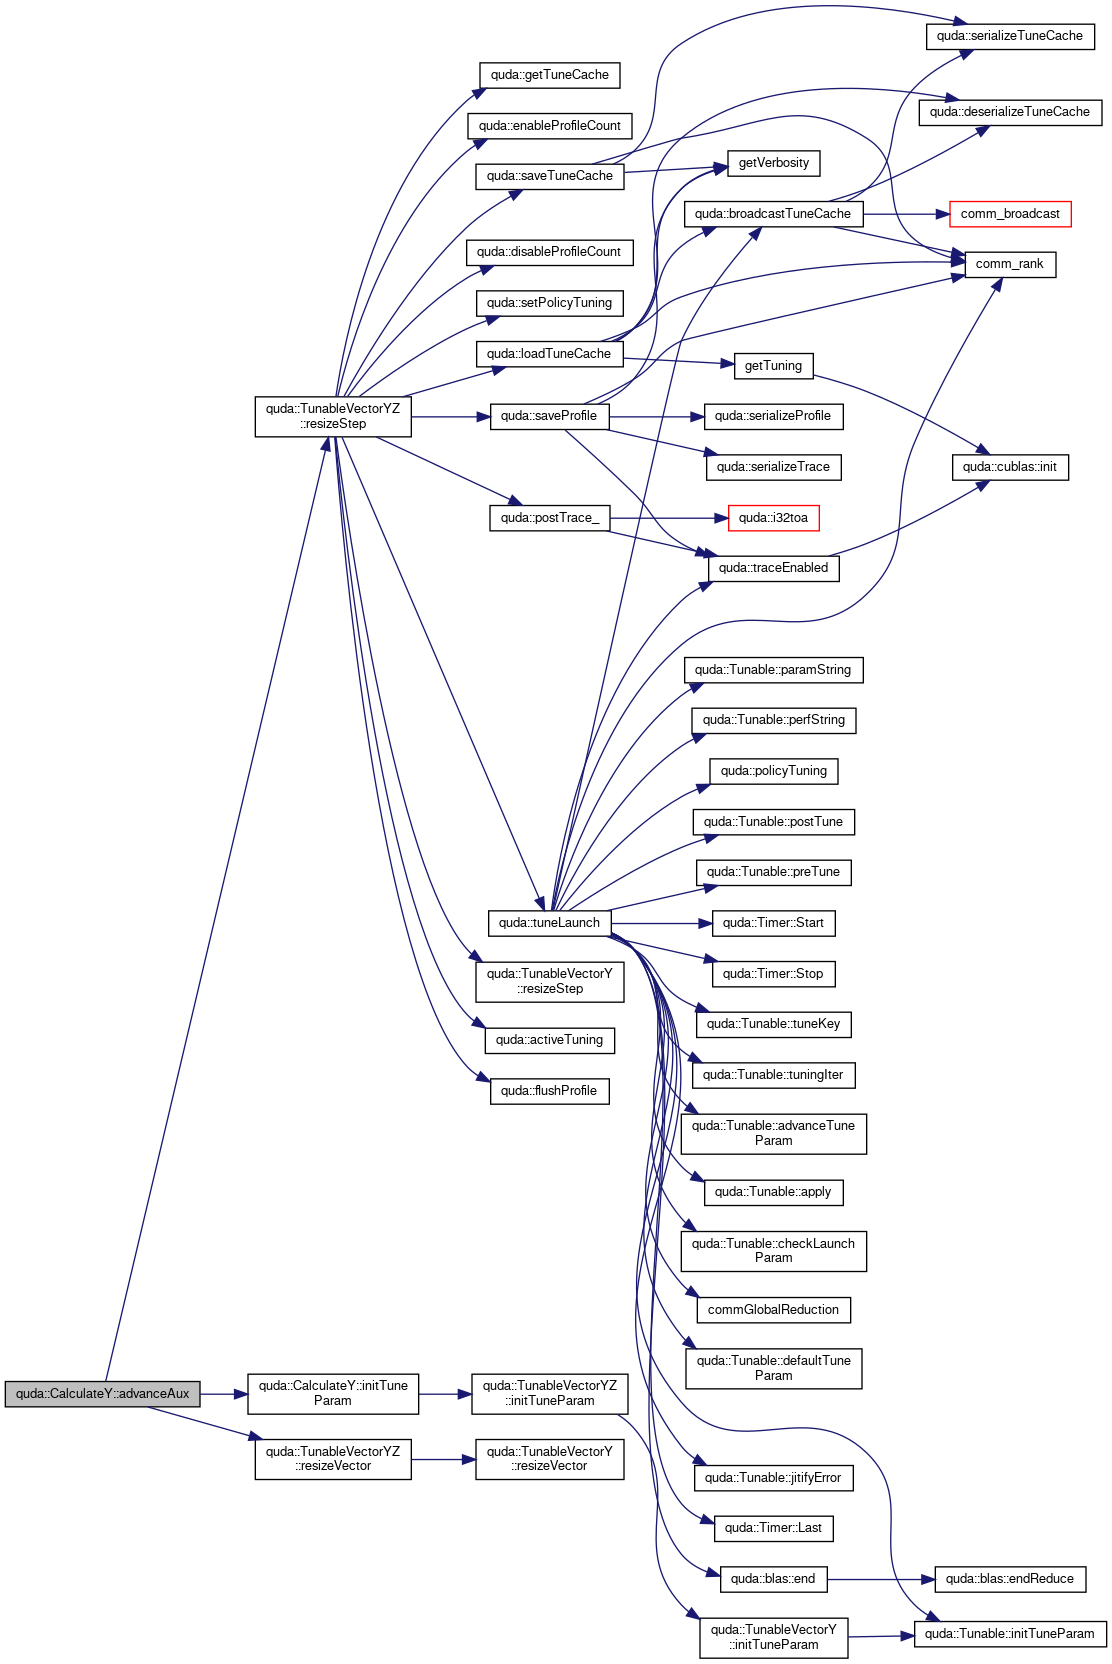 quda::serializeTuneCache
quda::getTuneCache
quda::deserializeTuneCache
quda::enableProfileCount
getVerbosity
quda::saveTuneCache
quda::broadcastTuneCache
comm_broadcast
quda::disableProfileCount
comm_rank
quda::setPolicyTuning
quda::loadTuneCache
getTuning
quda::TunableVectorYZ
::resizeStep
quda::saveProfile
quda::serializeProfile
quda::serializeTrace
quda::cublas::init
quda::postTrace_
quda::i32toa
quda::traceEnabled
quda::Tunable::paramString
quda::Tunable::perfString
quda::policyTuning
quda::Tunable::postTune
quda::Tunable::preTune
quda::tuneLaunch
quda::Timer::Start
quda::Timer::Stop
quda::TunableVectorY
::resizeStep
quda::Tunable::tuneKey
quda::activeTuning
quda::Tunable::tuningIter
quda::flushProfile
quda::Tunable::advanceTune
Param
quda::Tunable::apply
quda::Tunable::checkLaunch
Param
commGlobalReduction
quda::Tunable::defaultTune
Param
quda::CalculateY::advanceAux
quda::CalculateY::initTune
Param
quda::TunableVectorYZ
::initTuneParam
quda::TunableVectorYZ
::resizeVector
quda::TunableVectorY
::resizeVector
quda::Tunable::jitifyError
quda::Timer::Last
quda::blas::end
quda::blas::endReduce
quda::TunableVectorY
::initTuneParam
quda::Tunable::initTuneParam